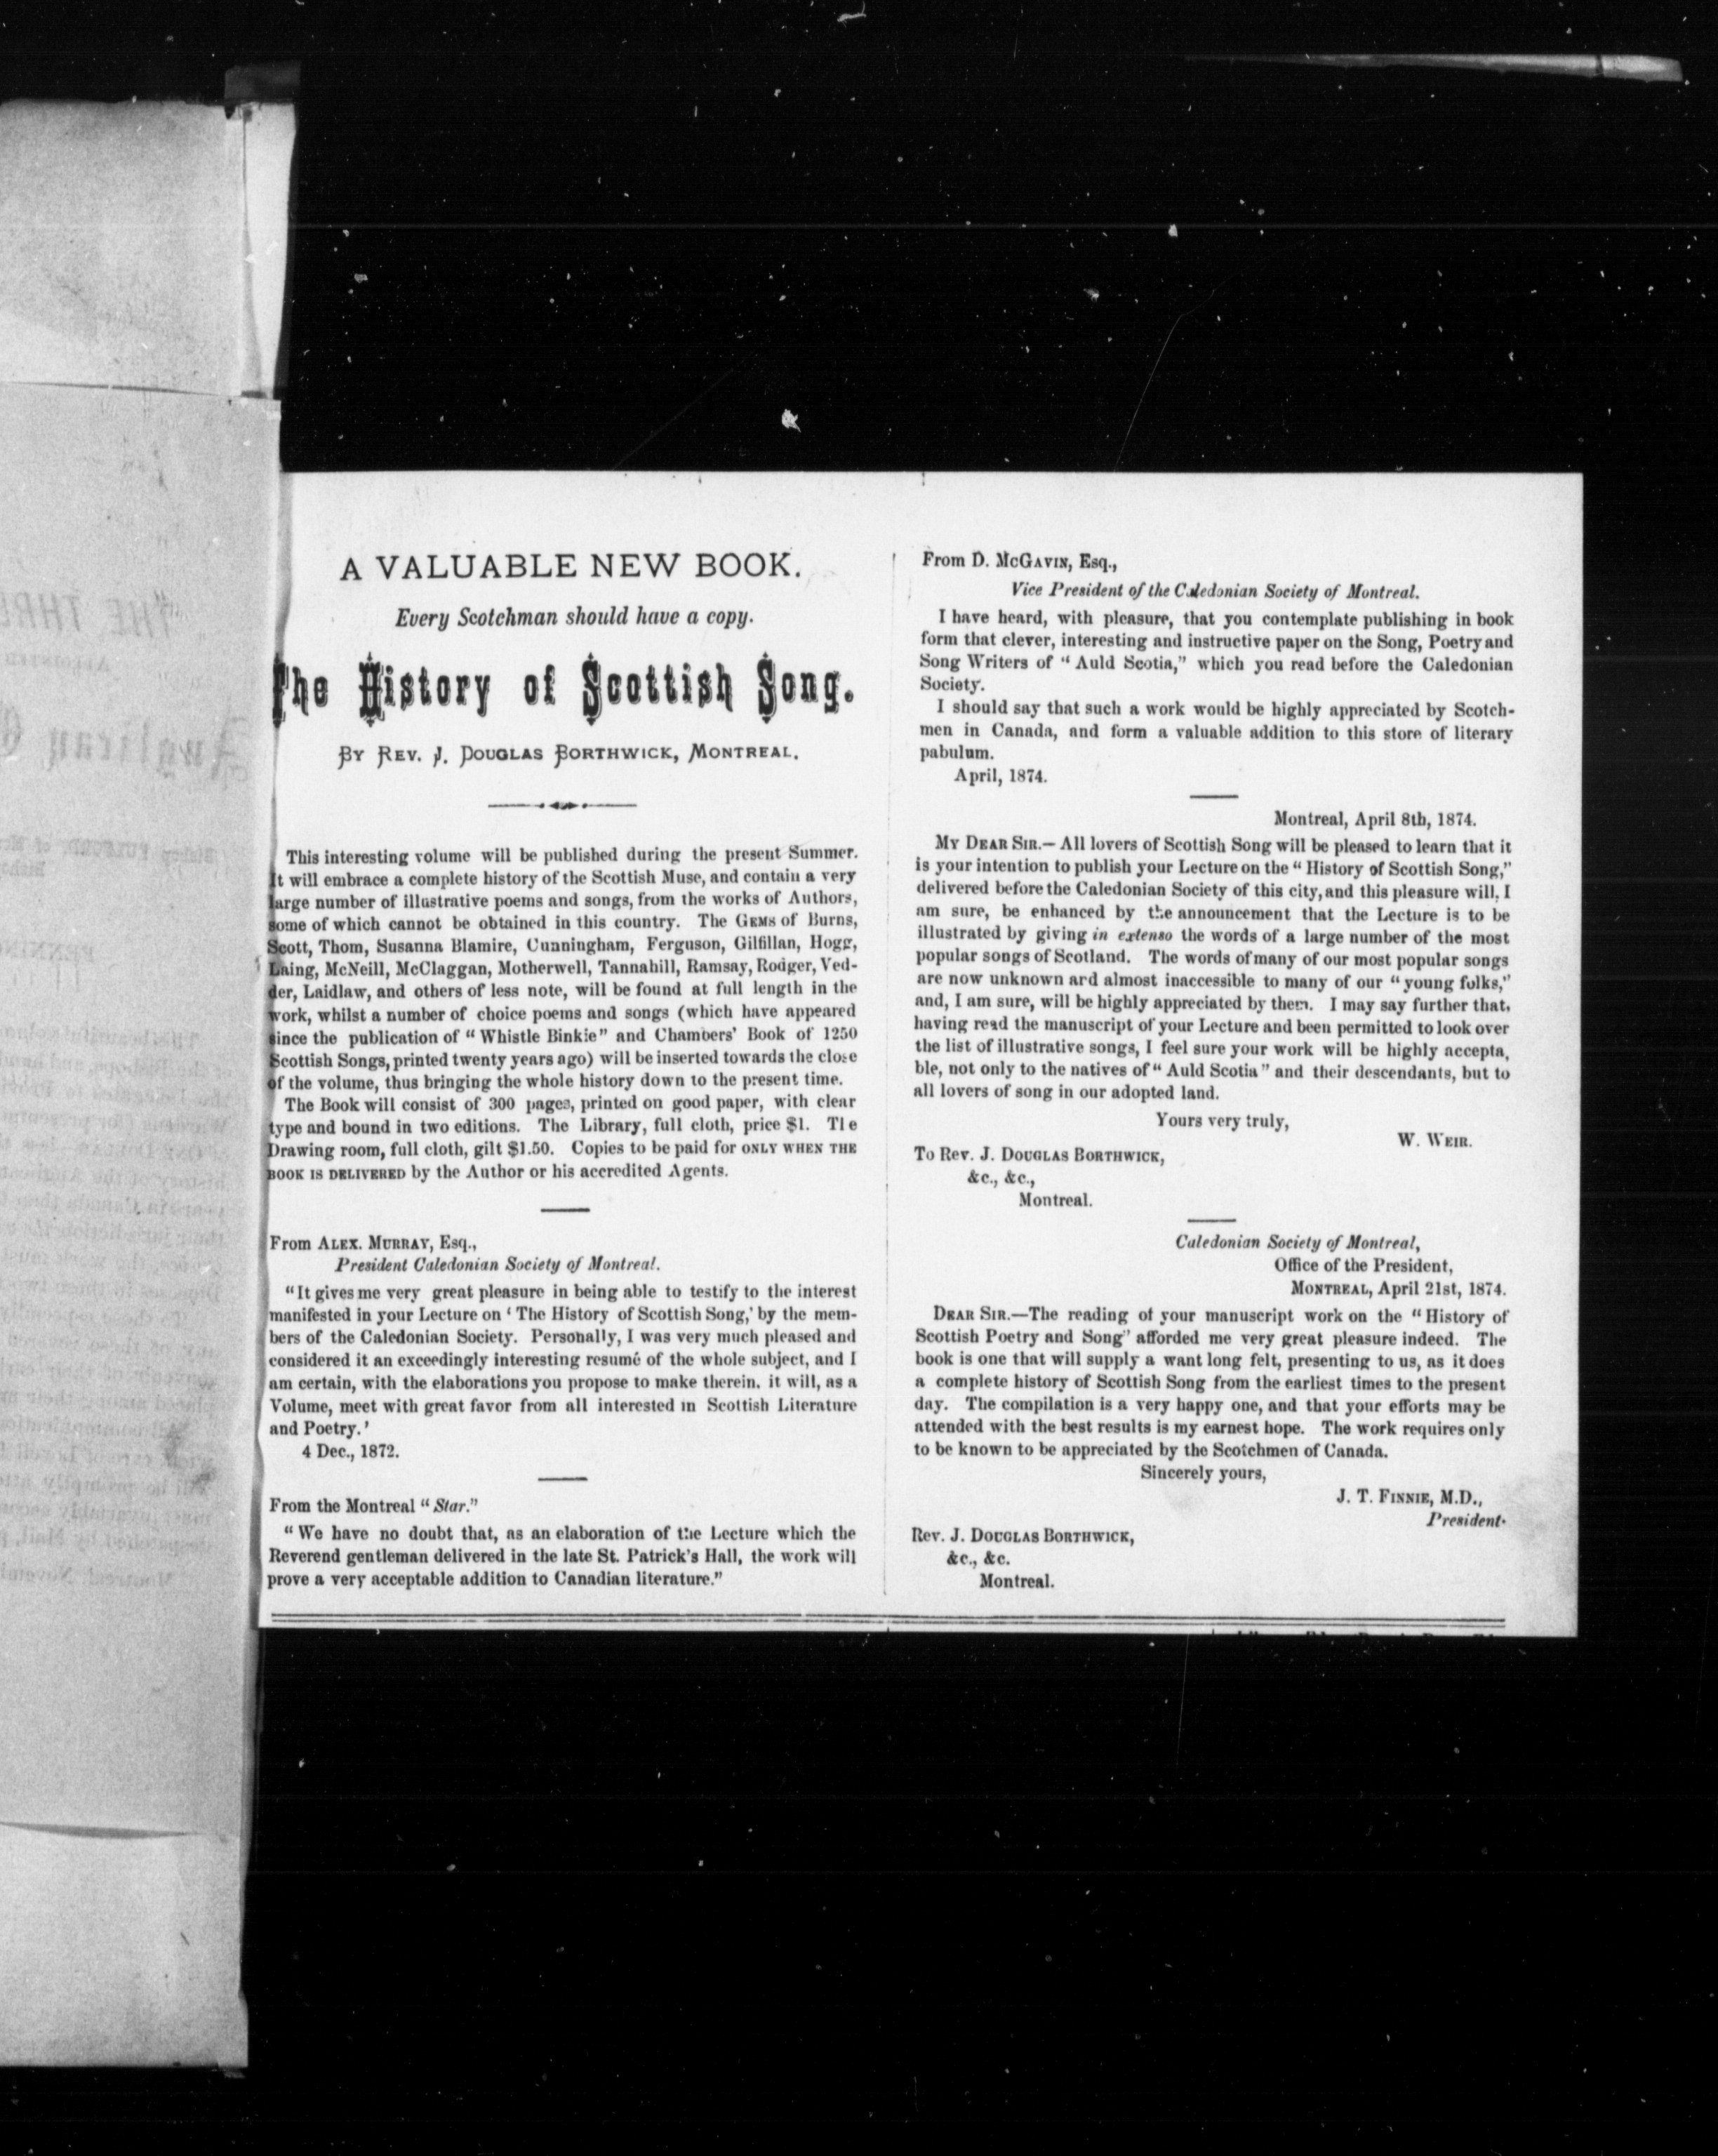 A VALUABLE NEW BOOK.
Every Scotchman should have a copy.
The History of Scottish Song.
BY REV. J. DOUGLAS BORTHWICK, MONTREAL.
This interesting volume will be published during the present Summer.
It will embrace a complete history of the Scottish Muse, and contain a very
large number of illustrative poems and songs, from the works of Authors,
some of which cannot be obtained in this country. The GEMS of Burns,
Scott, Thom, Susanna Blamire, Cunningham, Ferguson, Gilfillan, Hogg,
Laing, McNeill, McClaggan, Motherwell, Tannahill, Ramsay, Rodger, Ved-
der, Laidlaw, and others of less note, will be found at full length in the
work, whilst a number of choice poems and songs (which have appeared
since the publication of "Whistle Binkie" and Chambers' Book of 1250
Scottish Songs, printed twenty years ago) will be inserted towards the close
of the volume, thus bringing the whole history down to the present time.
The Book will consist of 300 pages, printed on good paper, with clear
type and bound in two editions. The Library, full cloth, price $1. The
Drawing room, full cloth, gilt $1.50. Copies to be paid for ONLY WHEN THE
BOOK IS DELIVERED by the Author or his accredited Agents.
From ALEX. MURRAY, Esq.,
President Caledonian Society of Montreal.
"It gives me very great pleasure in being able to testify to the interest
manifested in your Lecture on 'The History of Scottish Song,' by the mem-
bers of the Caledonian Society. Personally, I was very much pleased and
considered it an exceedingly interesting resumé of the whole subject, and I
am certain, with the elaborations you propose to make therein. it will, as a
Volume, meet with great favor from all interested in Scottish Literature
and Poetry.'
4 Dec., 1872.
From the Montreal "Star."
"We have no doubt that, as an elaboration of the Lecture which the
Reverend gentleman delivered in the late St. Patrick's Hall, the work will
prove a very acceptable addition to Canadian literature."
From D. McGAVIN, Esq.,
Vice President of the Caledonian Society of Montreal.
I have heard, with pleasure, that you contemplate publishing in book
form that clever, interesting and instructive paper on the Song, Poetry and
Song Writers of "Auld Scotia," which you read before the Caledonian
Society.
I should say that such a work would be highly appreciated by Scotch-
men in Canada, and form a valuable addition to this store of literary
pabulum.
April, 1874.
Montreal, April 8th, 1874.
MY DEAR SIR.—All lovers of Scottish Song will be pleased to learn that it
is your intention to publish your Lecture on the "History of Scottish Song,"
delivered before the Caledonian Society of this city, and this pleasure will, I
am sure, be enhanced by the announcement that the Lecture is to be
illustrated by giving in extenso the words of a large number of the most
popular songs of Scotland. The words of many of our most popular songs
are now unknown and almost inaccessible to many of our "young folks,"
and, I am sure, will be highly appreciated by them. I may say further that,
having read the manuscript of your Lecture and been permitted to look over
the list of illustrative songs, I feel sure your work will be highly accepta,
ble, not only to the natives of "Auld Scotia" and their descendants, but to
all lovers of song in our adopted land.
Yours very truly,
W. WEIR.
To Rev. J. DOUGLAS BORTHWICK,
&c., &c.,
Montreal.
Caledonian Society of Montreal,
Office of the President,
MONTREAL, April 21st, 1874.
DEAR SIR.—The reading of your manuscript work on the "History of
Scottish Poetry and Song" afforded me very great pleasure indeed. The
book is one that will supply a want long felt, presenting to us, as it does
a complete history of Scottish Song from the earliest times to the present
day. The compilation is a very happy one, and that your efforts may be
attended with the best results is my earnest hope. The work requires only
to be known to be appreciated by the Scotchmen of Canada.
Sincerely yours,
J. T. FINNIE, M.D.,
President.
Rev. J. DOUGLAS BORTHWICK,
&c., &c.
Montreal.